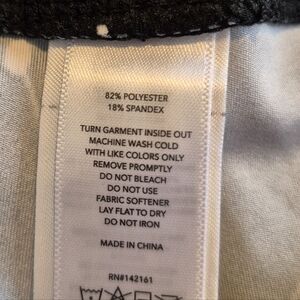 82% POLYESTER
18% SPANDEX
TURN GARMENT INSIDE OUT
MACHINE WASH COLD
WITH LIKE COLORS ONLY
REMOVE PROMPTLY
DO NOT BLEACH
DO NOT USE
FABRIC SOFTENER
LAY FLAT TO DRY
DO NOT IRON
MADE IN CHINA
RN#142161